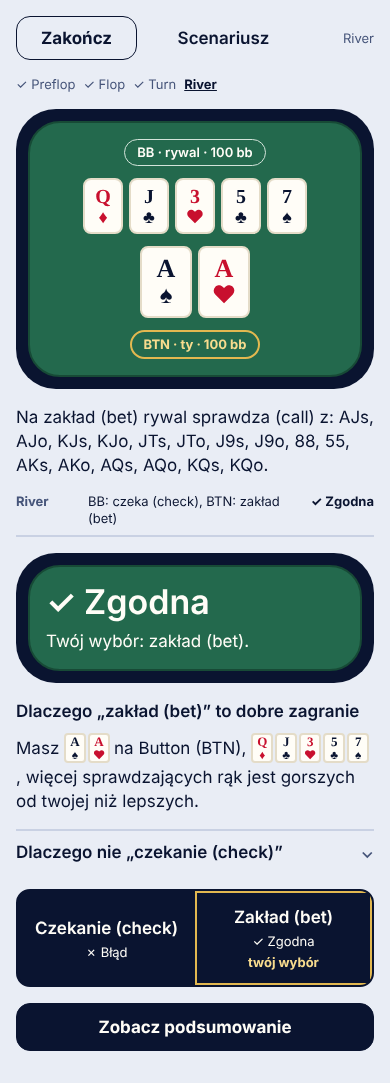 Zakończ Scenariusz River
✓ Preflop ✓ Flop ✓ Turn River
BB · rywal · 100 bb
Q♦ J♣ 3♥ 5♣ 7♠
A♠ A♥
BTN · ty · 100 bb
Na zakład (bet) rywal sprawdza (call) z: AJs,
AJo, KJs, KJo, JTs, JTo, J9s, J9o, 88, 55,
AKs, AKo, AQs, AQo, KQs, KQo.
River BB: czeka (check), BTN: zakład ✓ Zgodna
(bet)
✓ Zgodna
Twój wybór: zakład (bet).
Dlaczego „zakład (bet)” to dobre zagranie
Masz A♠ A♥ na Button (BTN), Q♦ J♣ 3♥ 5♣ 7♠
, więcej sprawdzających rąk jest gorszych
od twojej niż lepszych.
Dlaczego nie „czekanie (check)”
Czekanie (check)
× Błąd
Zakład (bet)
✓ Zgodna
twój wybór
Zobacz podsumowanie